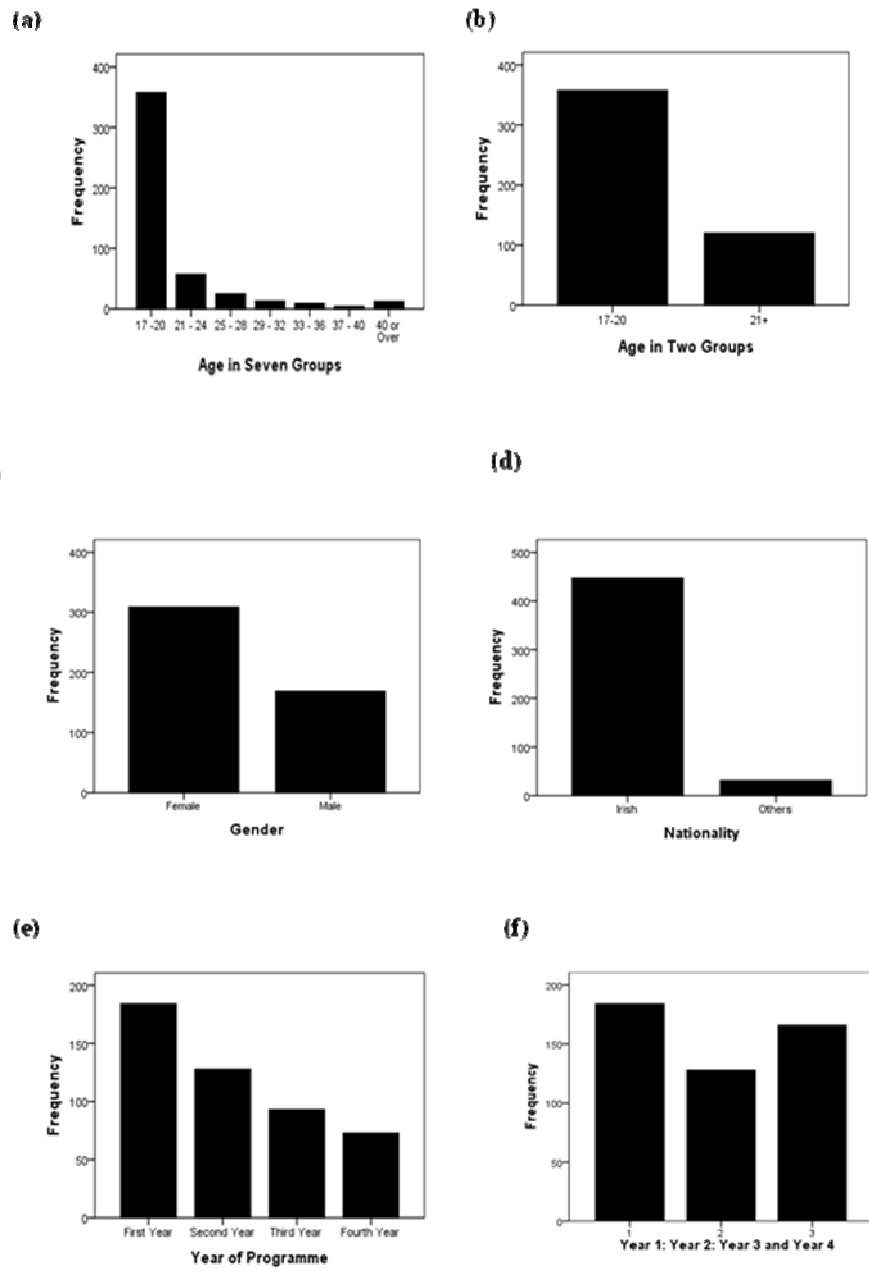 (a)
400
300
200
100
0
Frequency
17 -20 21 - 24 25 - 28 29 - 32 33 - 36 37 - 40 40 or
Over
Age in Seven Groups
(b)
400
300
200
100
0
Frequency
17-20 21+
Age in Two Groups
400
300
200
100
0
Frequency
Female Male
Gender
(d)
500
400
300
200
100
0
Frequency
Irish Others
Nationality
(e)
200
150
100
50
0
Frequency
First Year Second Year Third Year Fourth Year
Year of Programme
(f)
200
150
100
50
0
Frequency
1 2 3
Year 1: Year 2: Year 3 and Year 4